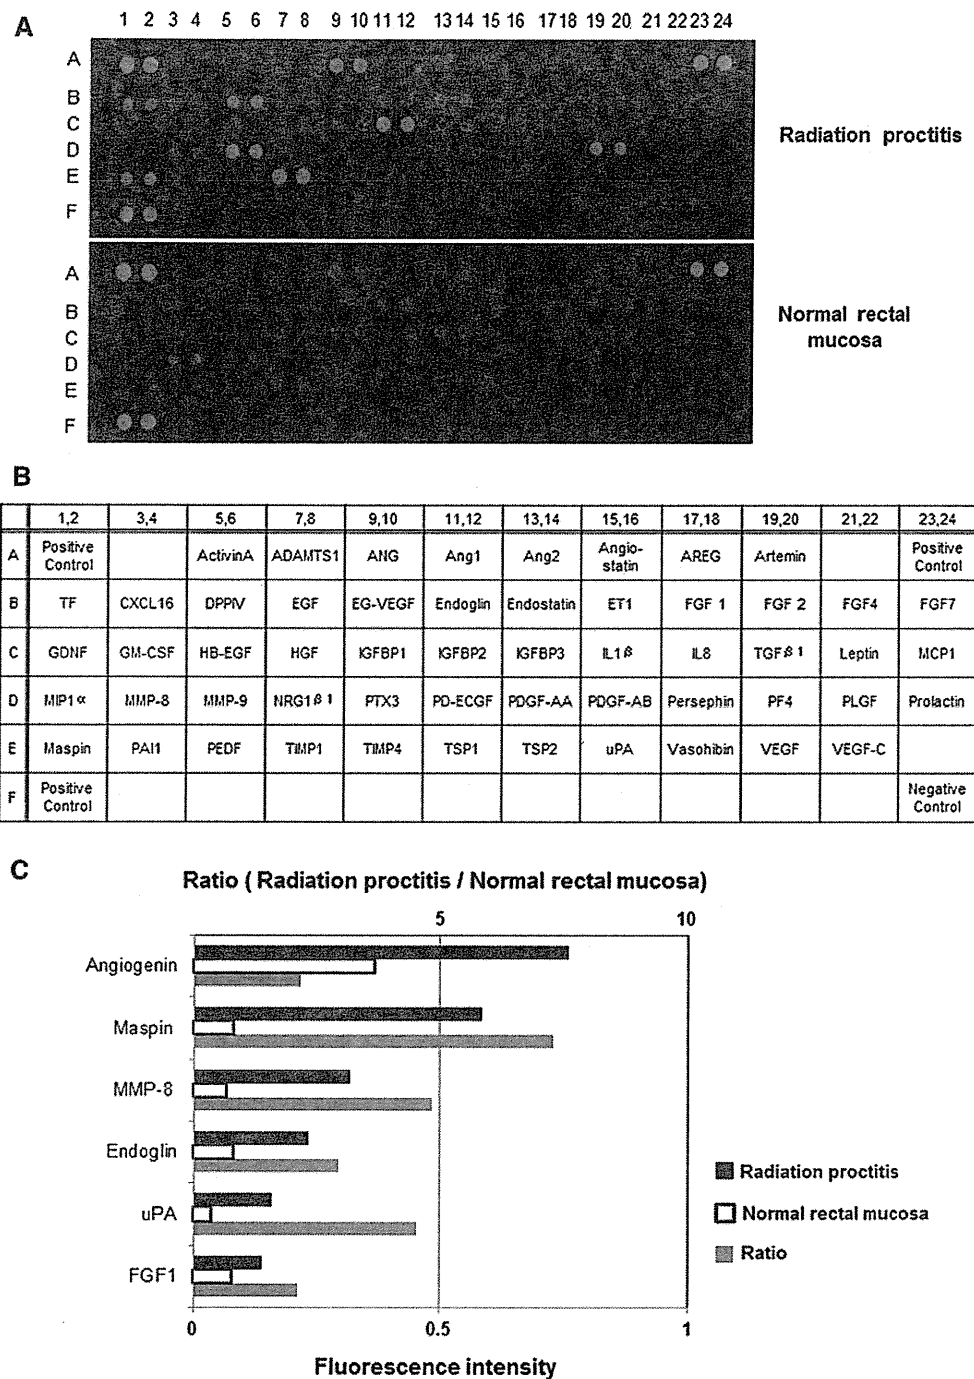 A
1 2 3 4 5 6 7 8 9 10 11 12 13 14 15 16 17 18 19 20 21 22 23 24
A
B
C
D
E
F
Radiation proctitis
A
B
C
D
E
F
Normal rectal
mucosa
B
1,2 3,4 5,6 7,8 9,10 11,12 13,14 15,16 17,18 19,20 21,22 23,24
A Positive Control ActivinA ADAMTS1 ANG Ang1 Ang2 Angio-statin AREG Artemin Positive Control
B TF CXCL16 DPPIV EGF EG-VEGF Endoglin Endostatin ET1 FGF 1 FGF 2 FGF4 FGF7
C GDNF GM-CSF HB-EGF HGF IGFBP1 IGFBP2 IGFBP3 IL1β IL8 TGFβ1 Leptin MCP1
D MIP1α MMP-8 MMP-9 NRG1β1 PTX3 PD-ECGF PDGF-AA PDGF-AB Persephin PF4 PLGF Prolactin
E Maspin PAI1 PEDF TIMP1 TIMP4 TSP1 TSP2 uPA Vasohibin VEGF VEGF-C
F Positive Control Negative Control
C
Ratio ( Radiation proctitis / Normal rectal mucosa)
5 10
Angiogenin
Maspin
MMP-8
Endoglin
uPA
FGF1
Radiation proctitis
Normal rectal mucosa
Ratio
0 0.5 1
Fluorescence intensity